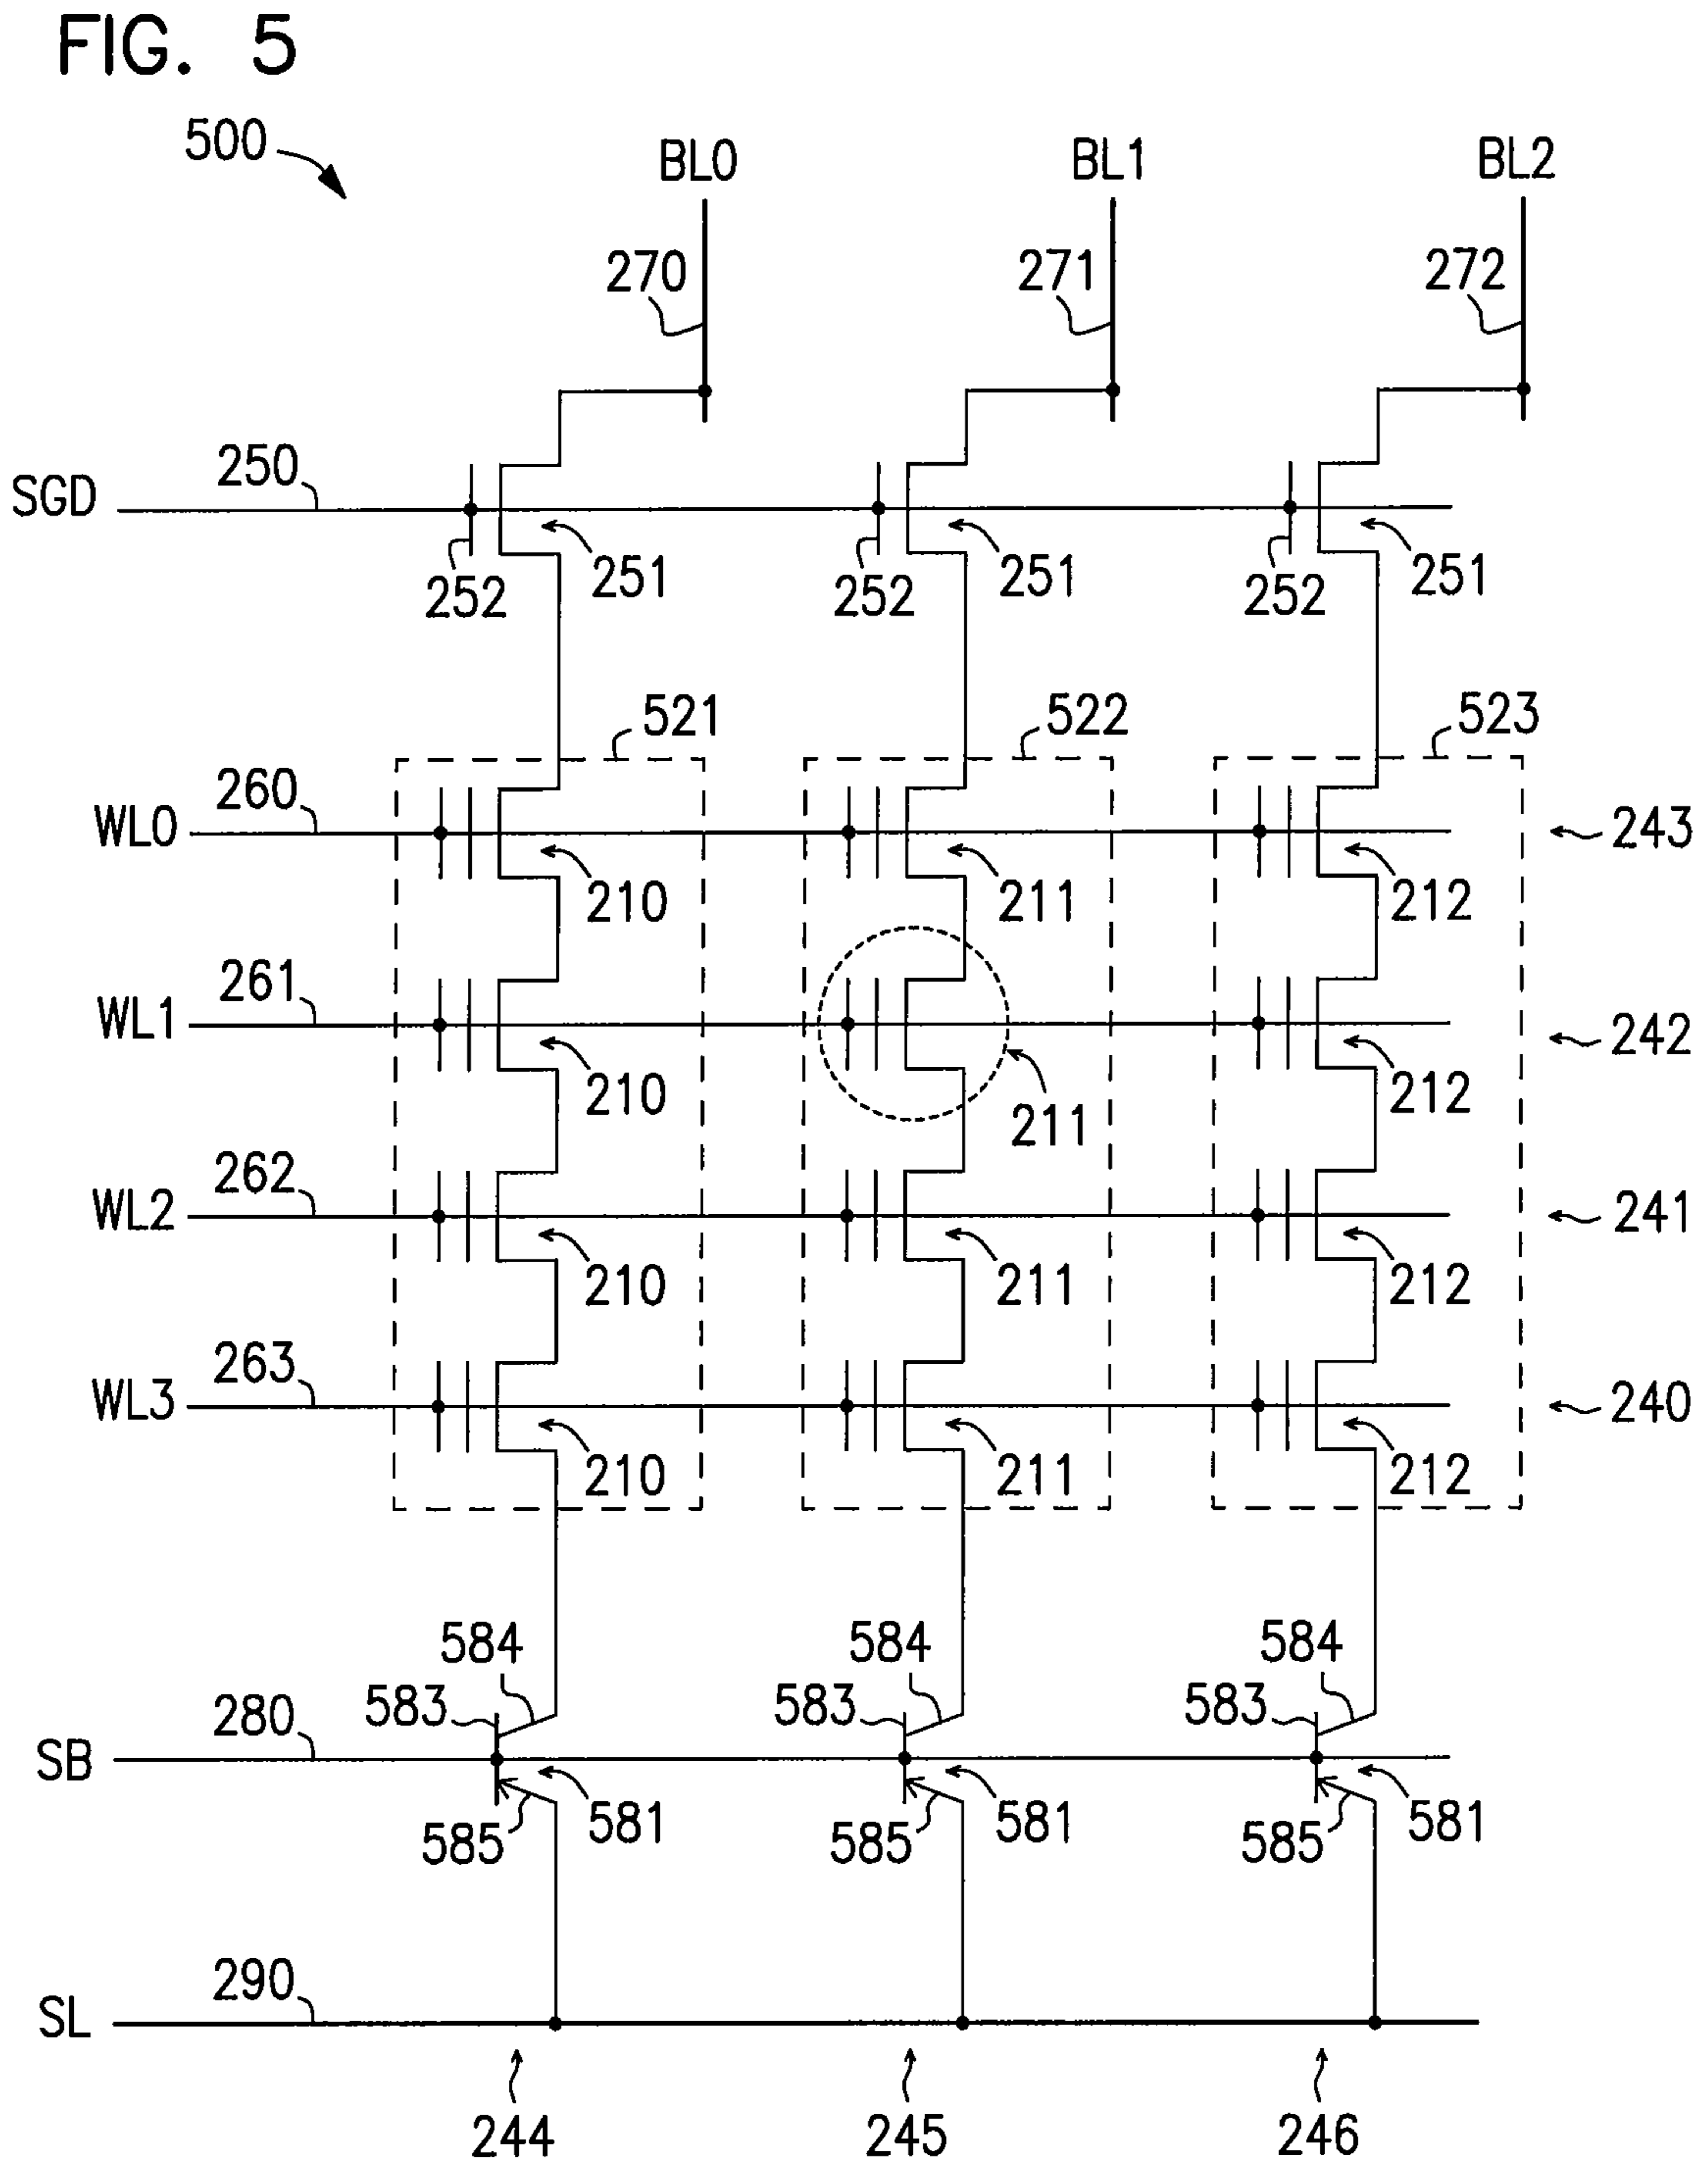 FIG. 5
500
BL0 BL1 BL2
270 271 272
SGD 250
252 251 252 251 252 251
521 522 523
WL0 260 243
210 211 212
WL1 261 242
210 211 212
WL2 262 241
210 211 212
WL3 263 240
210 211 212
584 584 584
583 583 583
SB 280
585 581 585 581 585 581
SL 290
244 245 246